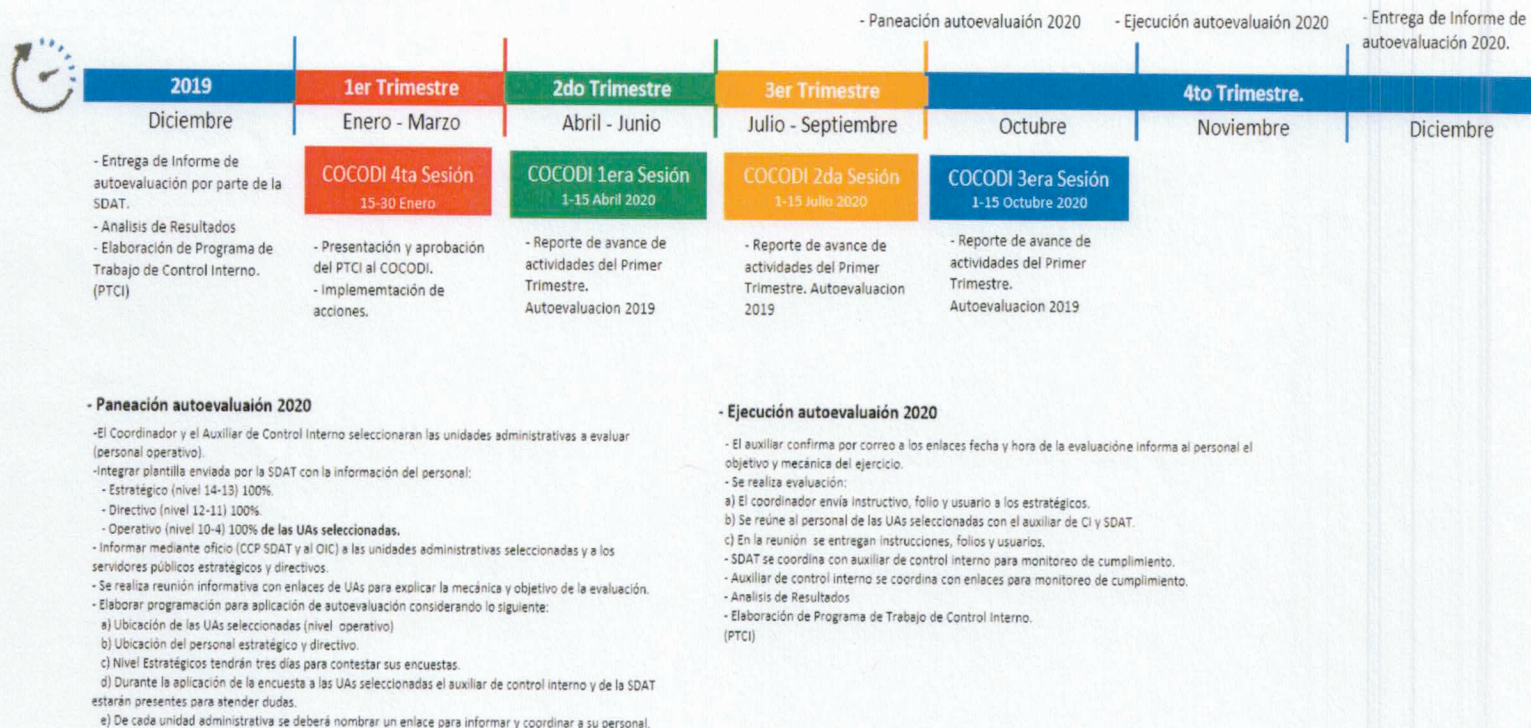 - Paneación autoevaluaión 2020
- Ejecución autoevaluaión 2020
- Entrega de Informe de
autoevaluación 2020.
2019
1er Trimestre
2do Trimestre
3er Trimestre
4to Trimestre.
Diciembre
Enero - Marzo
Abril - Junio
Julio - Septiembre
Octubre
Noviembre
Diciembre
- Entrega de Informe de
autoevaluación por parte de la
SDAT.
- Analisis de Resultados
- Elaboración de Programa de
Trabajo de Control Interno.
(PTCI)
COCODI 4ta Sesión
15-30 Enero
- Presentación y aprobación
del PTCI al COCODI.
- Implememtación de
acciones.
COCODI 1era Sesión
1-15 Abril 2020
- Reporte de avance de
actividades del Primer
Trimestre.
Autoevaluacion 2019
COCODI 2da Sesión
1-15 Julio 2020
- Reporte de avance de
actividades del Primer
Trimestre. Autoevaluacion
2019
COCODI 3era Sesión
1-15 Octubre 2020
- Reporte de avance de
actividades del Primer
Trimestre.
Autoevaluación 2019
- Paneación autoevaluaión 2020
-El Coordinador y el Auxiliar de Control Interno seleccionaran las unidades administrativas a evaluar
(personal operativo).
-Integrar plantilla enviada por la SDAT con la información del personal:
- Estratégico (nivel 14-13) 100%.
- Directivo (nivel 12-11) 100%.
- Operativo (nivel 10-4) 100% de las UAs seleccionadas.
- Informar mediante oficio (CCP SDAT y al OIC) a las unidades administrativas seleccionadas y a los
servidores públicos estratégicos y directivos.
- Se realiza reunión informativa con enlaces de UAs para explicar la mecánica y objetivo de la evaluación.
- Elaborar programación para aplicación de autoevaluación considerando lo siguiente:
a) Ubicación de las UAs seleccionadas (nivel operativo)
b) Ubicación del personal estratégico y directivo.
c) Nivel Estratégicos tendrán tres días para contestar sus encuestas.
d) Durante la aplicación de la encuesta a las UAs seleccionadas el auxiliar de control interno y de la SDAT
estarán presentes para atender dudas.
e) De cada unidad administrativa se deberá nombrar un enlace para informar y coordinar a su personal.
- Ejecución autoevaluaión 2020
- El auxiliar confirma por correo a los enlaces fecha y hora de la evaluacióne informa al personal el
objetivo y mecánica del ejercicio.
- Se realiza evaluación:
a) El coordinador envía instructivo, folio y usuario a los estratégicos.
b) Se reúne al personal de las UAs seleccionadas con el auxiliar de CI y SDAT.
c) En la reunión se entregan instrucciones, folios y usuarios.
- SDAT se coordina con auxiliar de control interno para monitoreo de cumplimiento.
- Auxiliar de control interno se coordina con enlaces para monitoreo de cumplimiento.
- Analisis de Resultados
- Elaboración de Programa de Trabajo de Control Interno.
(PTCI)